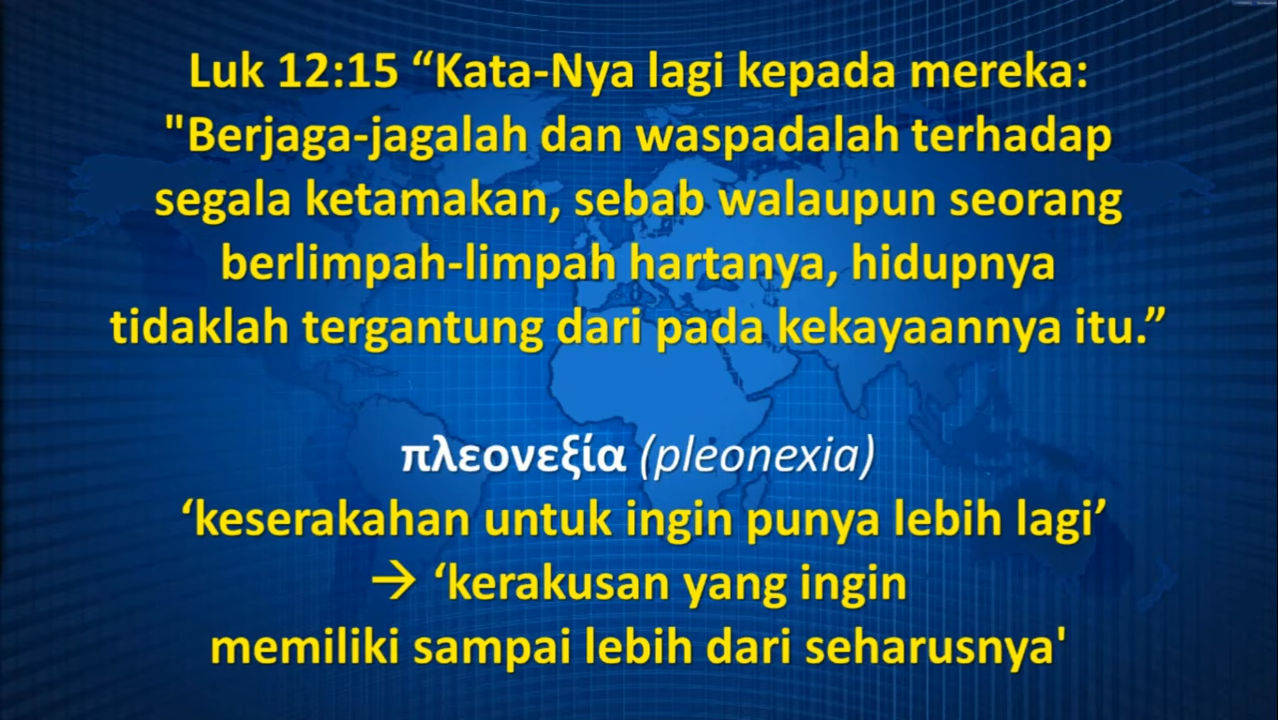 Luk 12:15 “Kata-Nya lagi kepada mereka:
"Berjaga-jagalah dan waspadalah terhadap
segala ketamakan, sebab walaupun seorang
berlimpah-limpah hartanya, hidupnya
tidaklah tergantung dari pada kekayaannya itu.”
πλεονεξία (pleonexia)
‘keserakahan untuk ingin punya lebih lagi’
→ ‘kerakusan yang ingin
memiliki sampai lebih dari seharusnya'